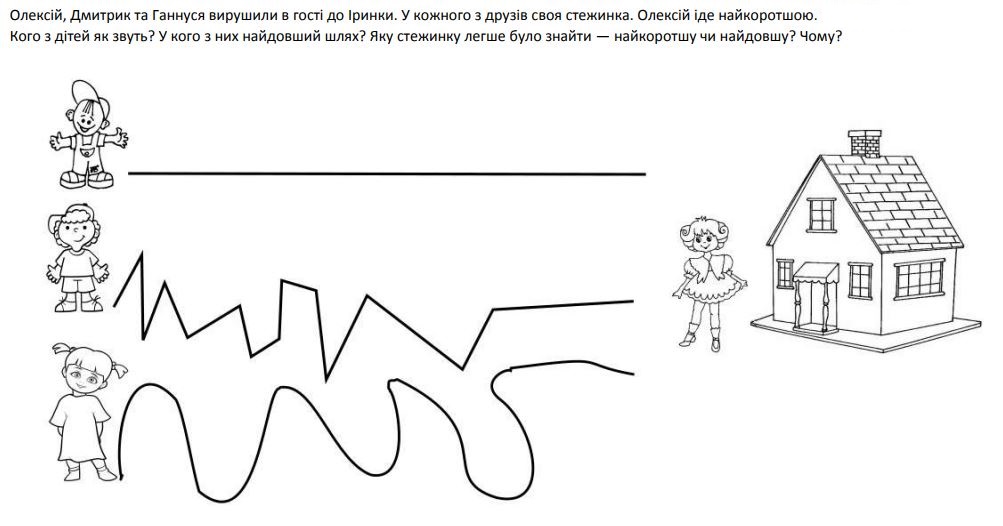 Олексій, Дмитрик та Ганнуся вирушили в гості до Іринки. У кожного з друзів своя стежинка. Олексій іде найкоротшою.
Кого з дітей як звуть? У кого з них найдовший шлях? Яку стежинку легше було знайти — найкоротшу чи найдовшу? Чому?